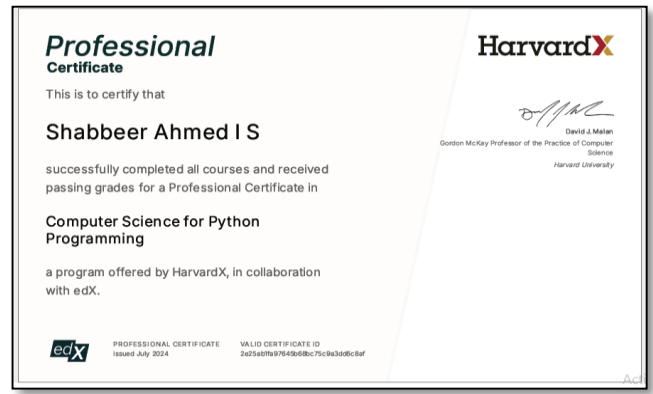 Professional
Certificate
This is to certify that
Shabbeer Ahmed I S
successfully completed all courses and received
passing grades for a Professional Certificate in
Computer Science for Python
Programming
a program offered by HarvardX, in collaboration
with edX.
edX
PROFESSIONAL CERTIFICATE
Issued July 2024
VALID CERTIFICATE ID
HarvardX
David J. Malan
Gordon McKay Professor of the Practice of Computer
Science
Harvard University